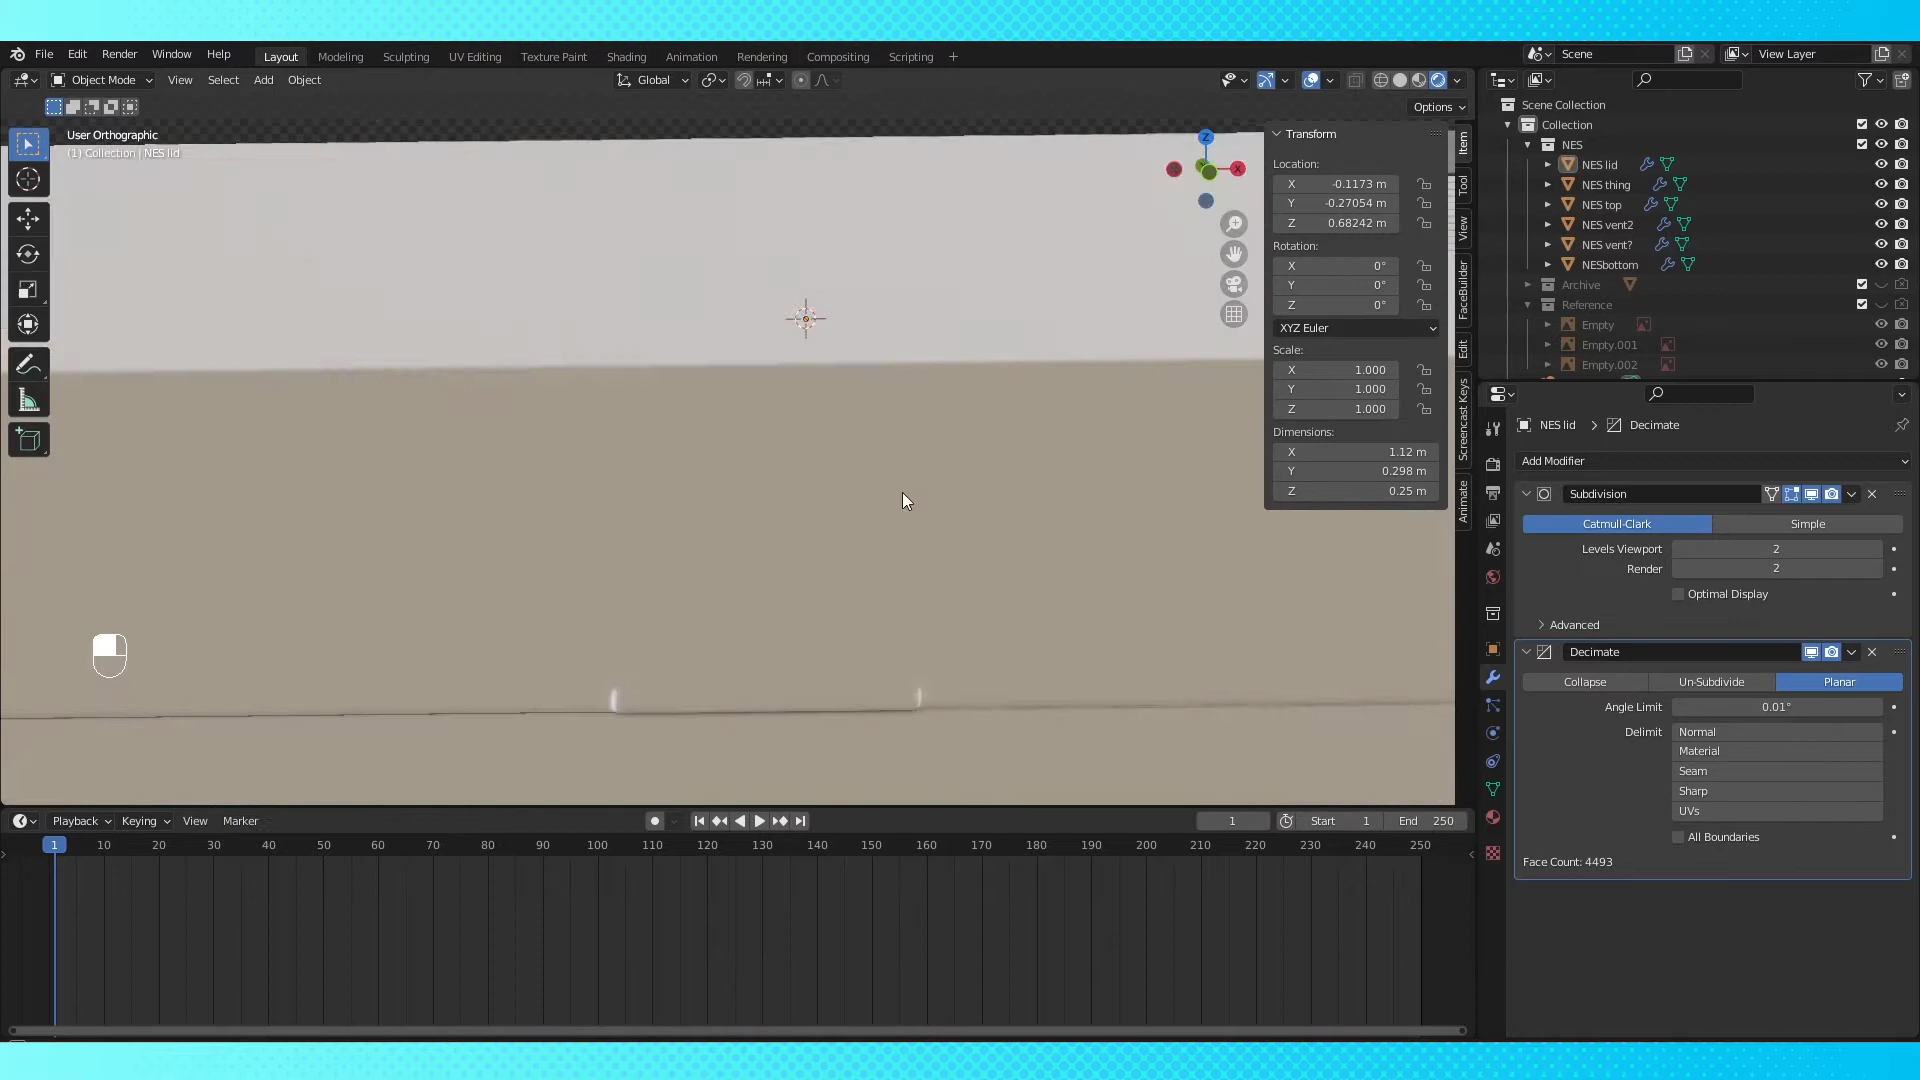 File Edit Render Window Help Layout Modeling Sculpting UV Editing Texture Paint Shading Animation Rendering Compositing Scripting + Scene View Layer
Object Mode View Select Add Object Global
Options
User Orthographic
(1) Collection | NES lid
Z
X
Transform
Location:
X -0.1173 m
Y -0.27054 m
Z 0.68242 m
Rotation:
X 0°
Y 0°
Z 0°
XYZ Euler
Scale:
X 1.000
Y 1.000
Z 1.000
Dimensions:
X 1.12 m
Y 0.298 m
Z 0.25 m
Item
Tool
View
FaceBuilder
Edit
Screencast Keys
Animate
Scene Collection
Collection
NES
NES lid
NES thing
NES top
NES vent2
NES vent?
NESbottom
Archive
Reference
Empty
Empty.001
Empty.002
NES lid > Decimate
Add Modifier
Subdivision
Catmull-Clark Simple
Levels Viewport 2
Render 2
Optimal Display
Advanced
Decimate
Collapse Un-Subdivide Planar
Angle Limit 0.01°
Delimit Normal
Material
Seam
Sharp
UVs
All Boundaries
Face Count: 4493
Playback Keying View Marker 1 Start 1 End 250
1 10 20 30 40 50 60 70 80 90 100 110 120 130 140 150 160 170 180 190 200 210 220 230 240 250